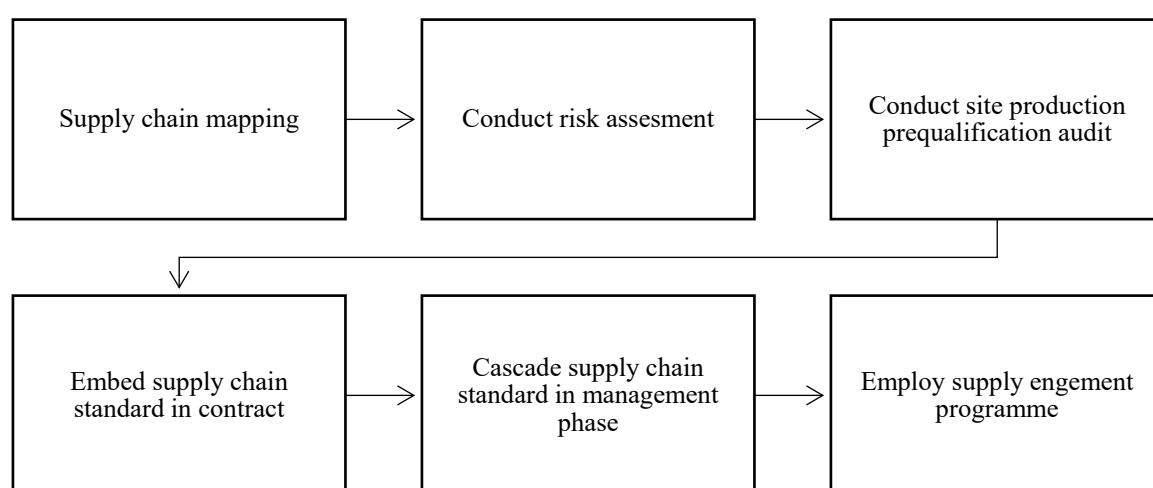 Supply chain mapping
Conduct risk assesment
Conduct site production
prequalification audit
Embed supply chain
standard in contract
Cascade supply chain
standard in management
phase
Employ supply engement
programme